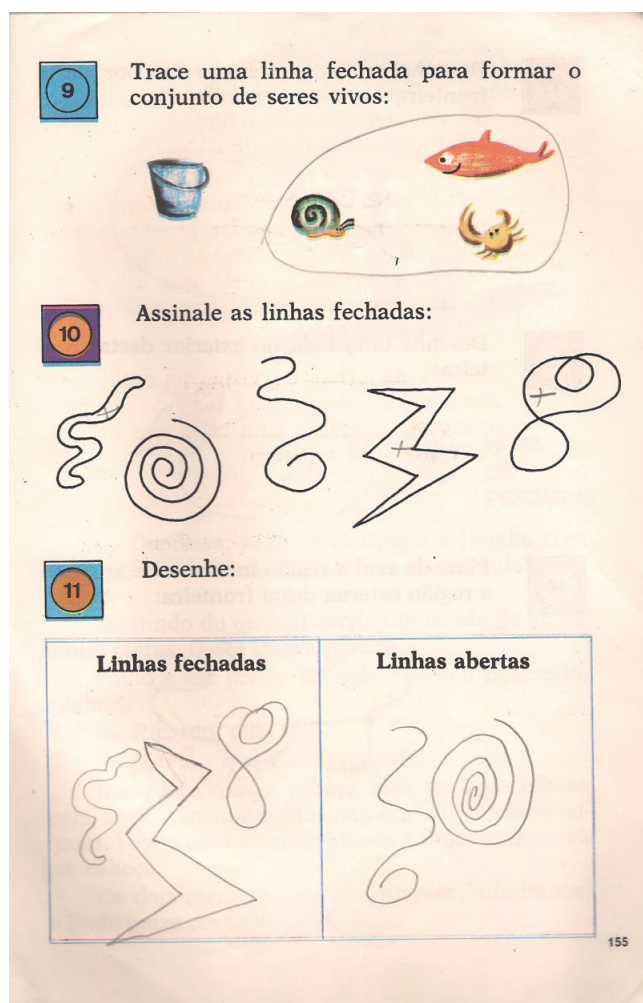 9
Trace uma linha fechada para formar o
conjunto de seres vivos:
10
Assinale as linhas fechadas:
11
Desenhe:
Linhas fechadas
Linhas abertas
155